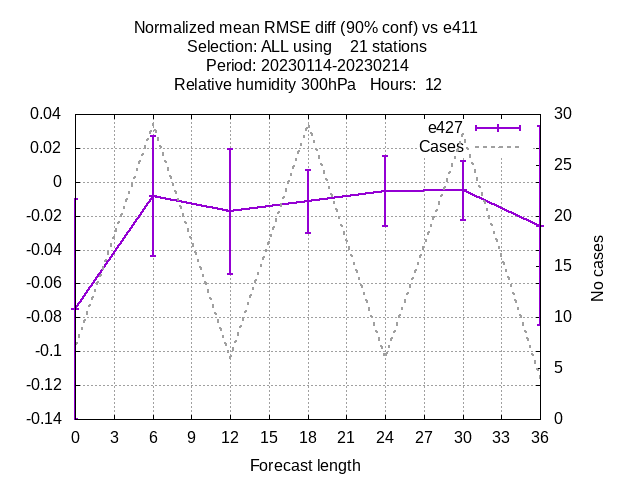 Normalized mean RMSE diff (90% conf) vs e411
Selection: ALL using    21 stations
Period: 20230114-20230214
Relative humidity 300hPa   Hours:  12
e427
Cases
0.04
0.02
0
-0.02
-0.04
-0.06
-0.08
-0.1
-0.12
-0.14
30
25
20
15
10
5
0
No cases
0 3 6 9 12 15 18 21 24 27 30 33 36
Forecast length